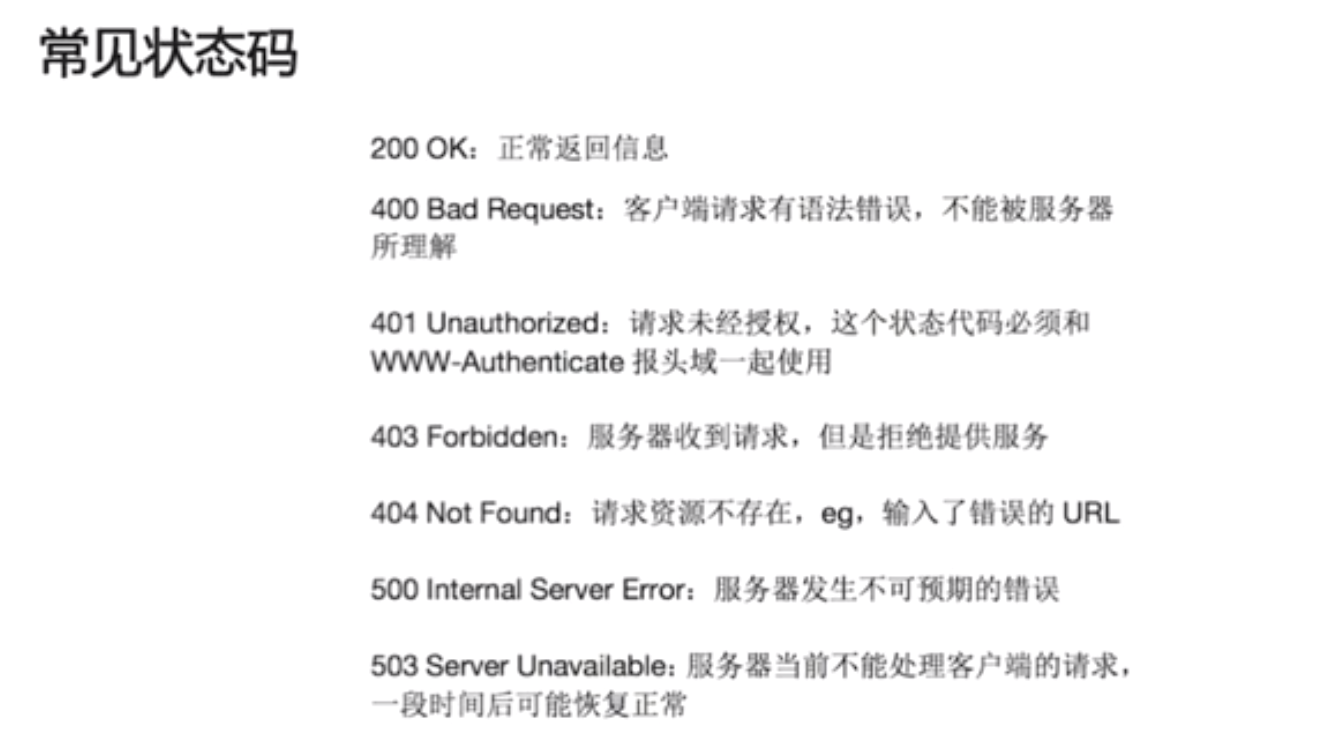 常见状态码
200 OK：正常返回信息
400 Bad Request：客户端请求有语法错误，不能被服务器
所理解
401 Unauthorized：请求未经授权，这个状态代码必须和
WWW-Authenticate 报头域一起使用
403 Forbidden：服务器收到请求，但是拒绝提供服务
404 Not Found：请求资源不存在，eg，输入了错误的 URL
500 Internal Server Error：服务器发生不可预期的错误
503 Server Unavailable：服务器当前不能处理客户端的请求，
一段时间后可能恢复正常